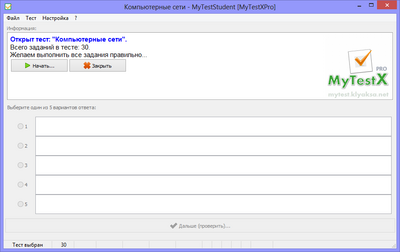 Компьютерные сети - MyTestStudent [MyTestXPro]
Файл Тест Настройка ?
Информация:
Открыт тест: "Компьютерные сети".
Всего заданий в тесте: 30.
Желаем выполнить все задания правильно...
Начать... Закрыть
PRO
MyTestX
mytest.klyaksa.net
Выберите один из 5 вариантов ответа:
1
2
3
4
5
Дальше (проверить)...
Тест выбран 30